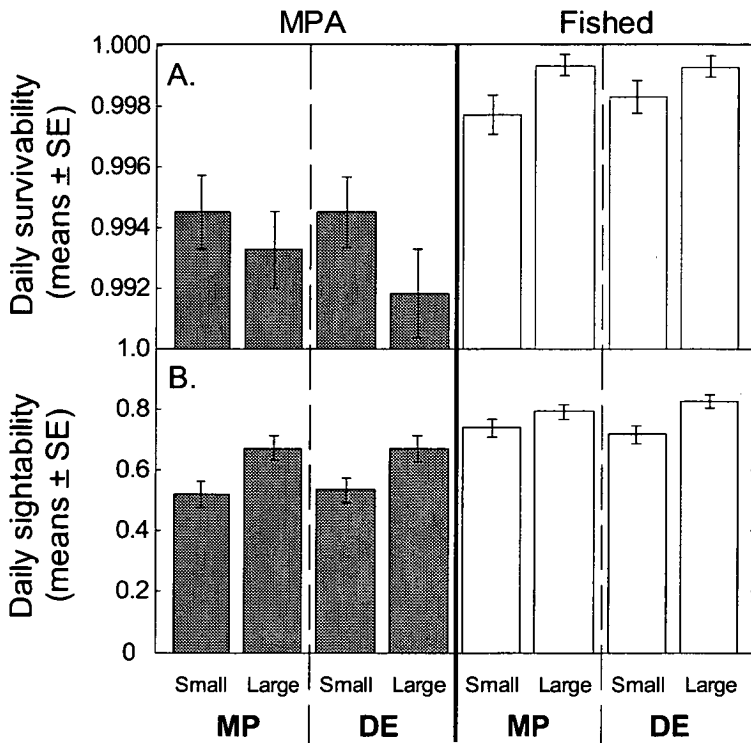 MPA Fished
A.
Daily survivability
(means ± SE)
1.000
0.998
0.996
0.994
0.992
B.
Daily sightability
(means ± SE)
1.0
0.8
0.6
0.4
0.2
0
Small Large Small Large Small Large Small Large
MP DE MP DE